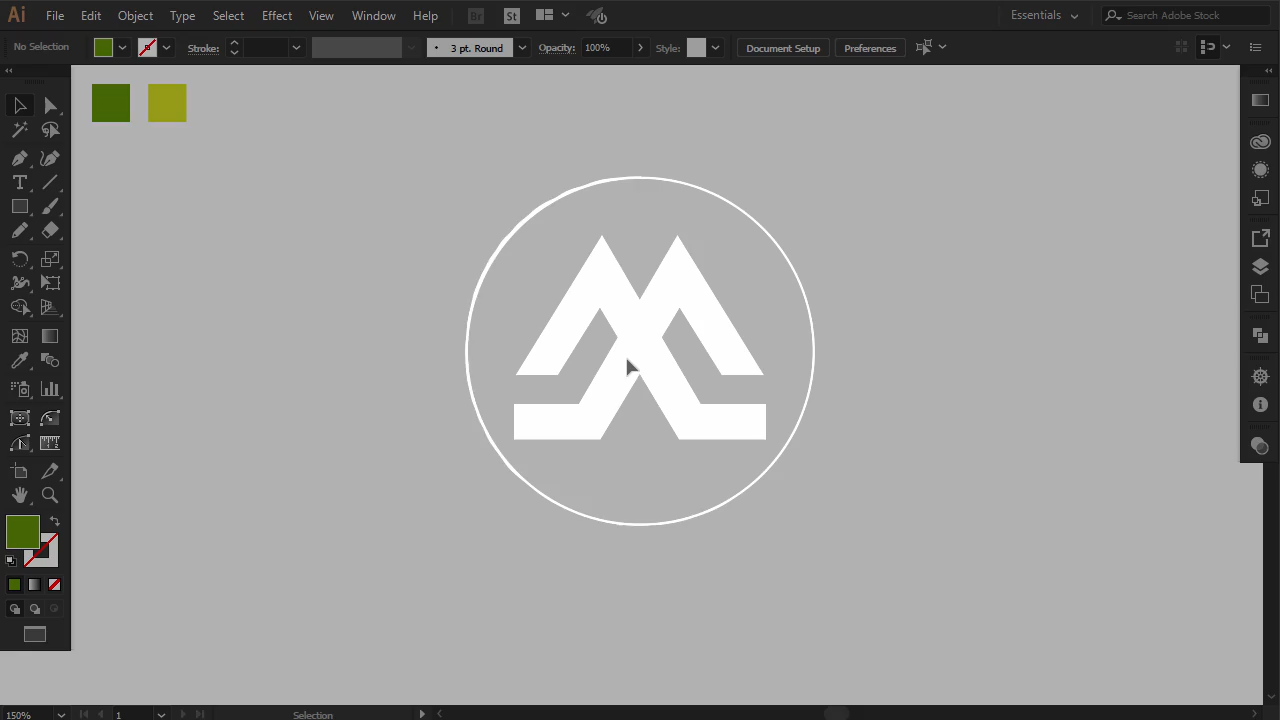 Ai File Edit Object Type Select Effect View Window Help Br St Essentials Search Adobe Stock
No Selection Stroke: 3 pt. Round Opacity: 100% Style: Document Setup Preferences
150% 1 Selection